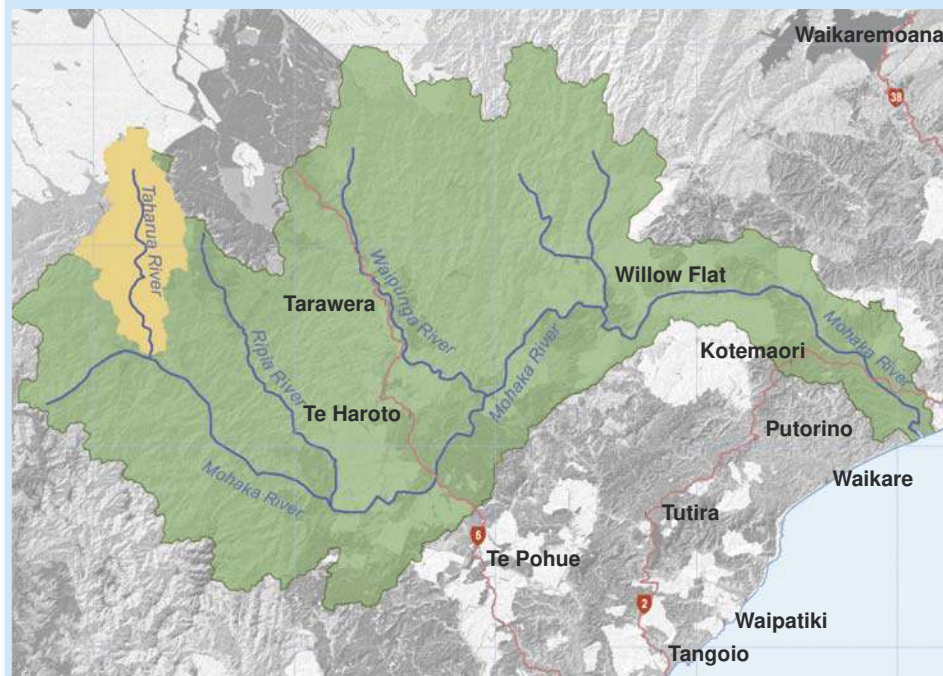 Waikaremoana
38
Taharua River
Waipunga River
Willow Flat
Tarawera
Ripia River
Mohaka River
Mohaka River
Kotemaori
Te Haroto
Putorino
Mohaka River
Waikare
Tutira
5
Te Pohue
2
Waipatiki
Tangoio